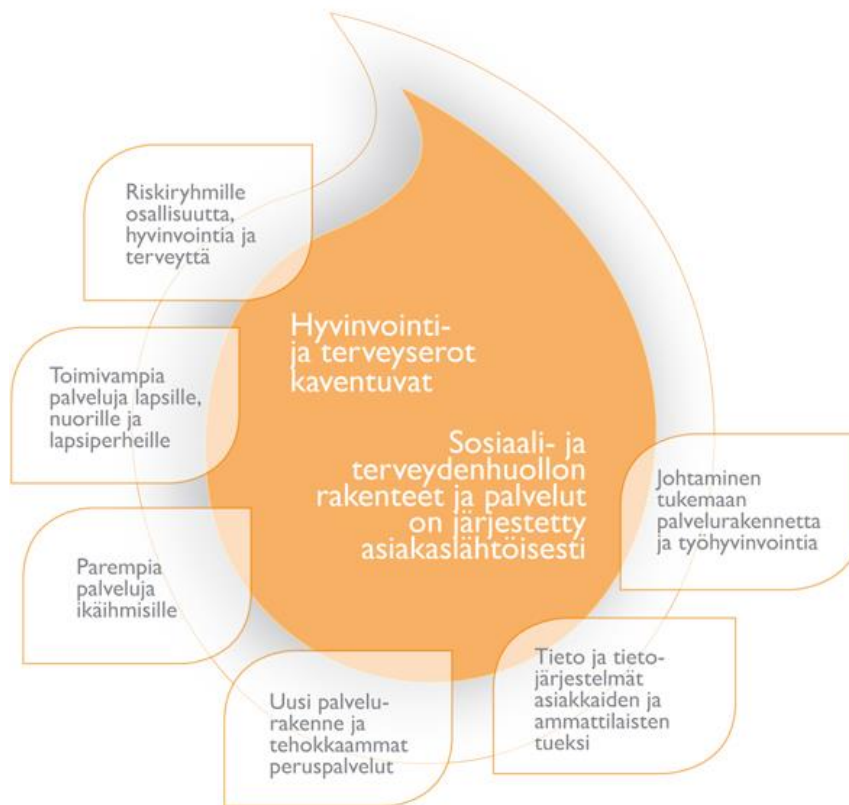 Riskiryhmille
osallisuutta,
hyvinvointia ja
terveyttä
Hyvinvointi-
ja terveyserot
kaventuvat
Toimivampia
palveluja lapsille,
nuorille ja
lapsiperheille
Sosiaali- ja
terveydenhuollon
rakenteet ja palvelut
on järjestetty
asiakaslähtöisesti
Johtaminen
tukemaan
palvelurakennetta
ja työhyvinvointia
Parempia
palveluja
ikäihmisille
Tieto ja tieto-
järjestelmät
asiakkaiden ja
ammattilaisten
tueksi
Uusi palvelu-
rakenne ja
tehokkaammat
peruspalvelut